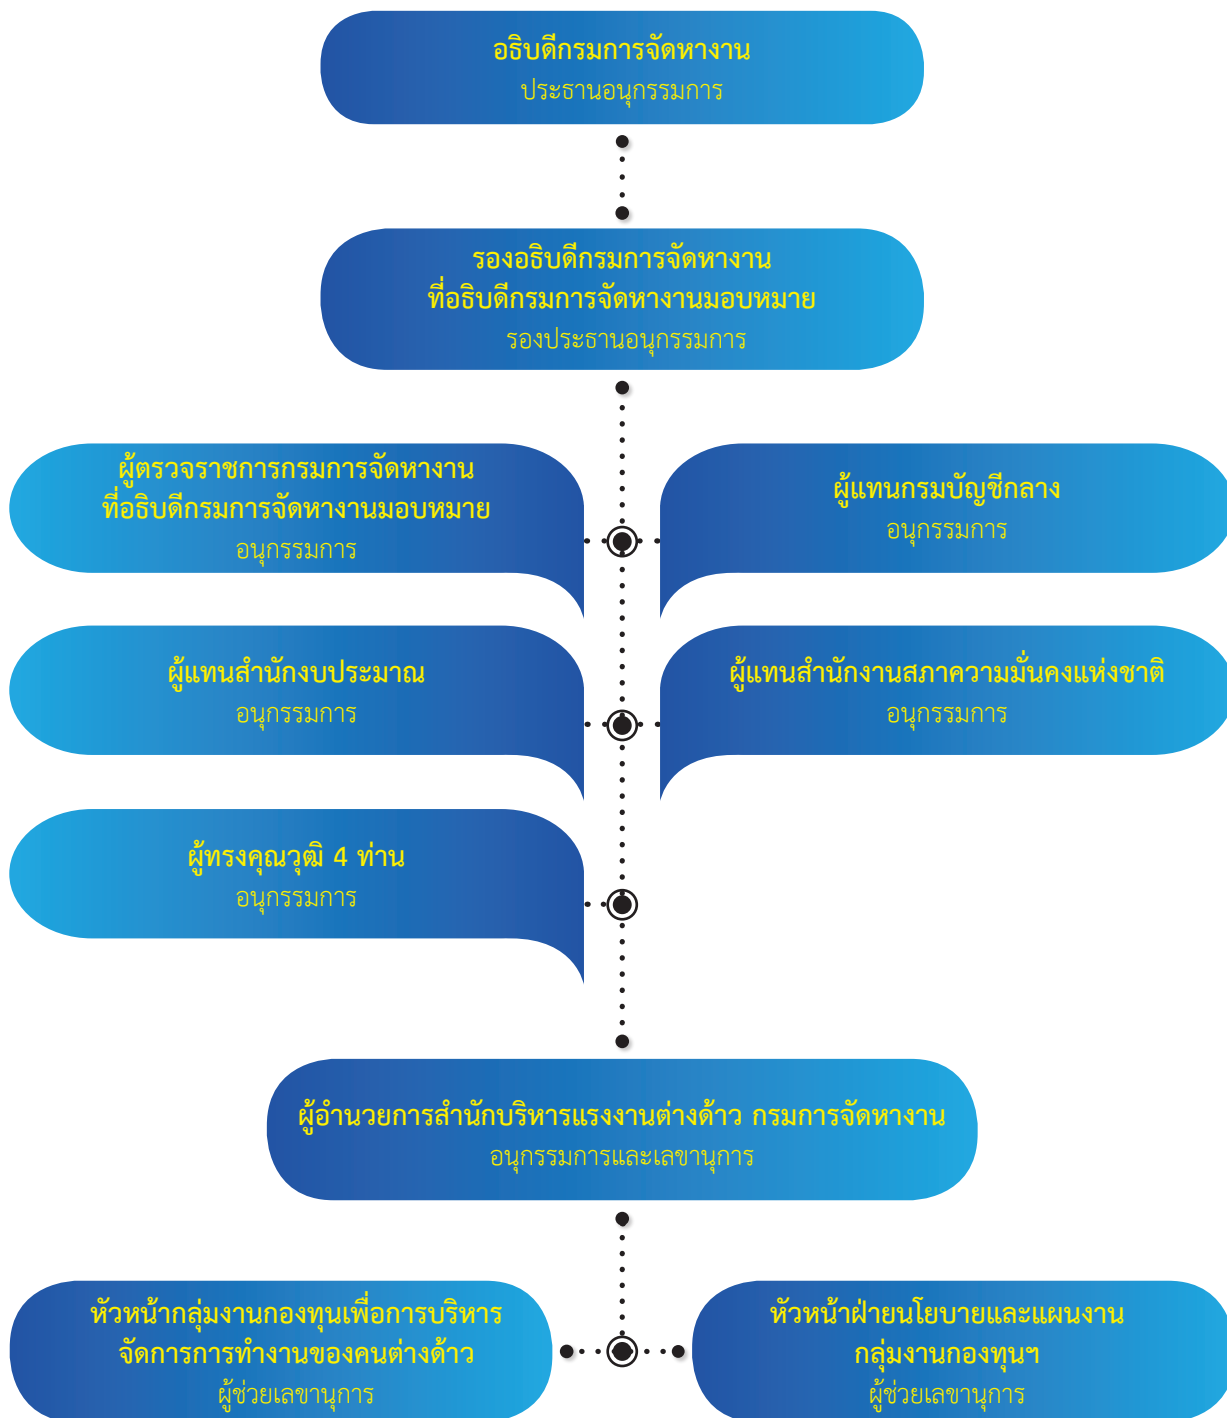 อธิบดีกรมการจัดหางาน
ประธานอนุกรรมการ
รองอธิบดีกรมการจัดหางาน
ที่อธิบดีกรมการจัดหางานมอบหมาย
รองประธานอนุกรรมการ
ผู้ตรวจราชการกรมการจัดหางาน
ที่อธิบดีกรมการจัดหางานมอบหมาย
อนุกรรมการ
ผู้แทนกรมบัญชีกลาง
อนุกรรมการ
ผู้แทนสำนักงบประมาณ
อนุกรรมการ
ผู้แทนสำนักงานสภาความมั่นคงแห่งชาติ
อนุกรรมการ
ผู้ทรงคุณวุฒิ 4 ท่าน
อนุกรรมการ
ผู้อำนวยการสำนักบริหารแรงงานต่างด้าว กรมการจัดหางาน
อนุกรรมการและเลขานุการ
หัวหน้ากลุ่มงานกองทุนเพื่อการบริหาร
จัดการการทำงานของคนต่างด้าว
ผู้ช่วยเลขานุการ
หัวหน้าฝ่ายนโยบายและแผนงาน
กลุ่มงานกองทุนฯ
ผู้ช่วยเลขานุการ